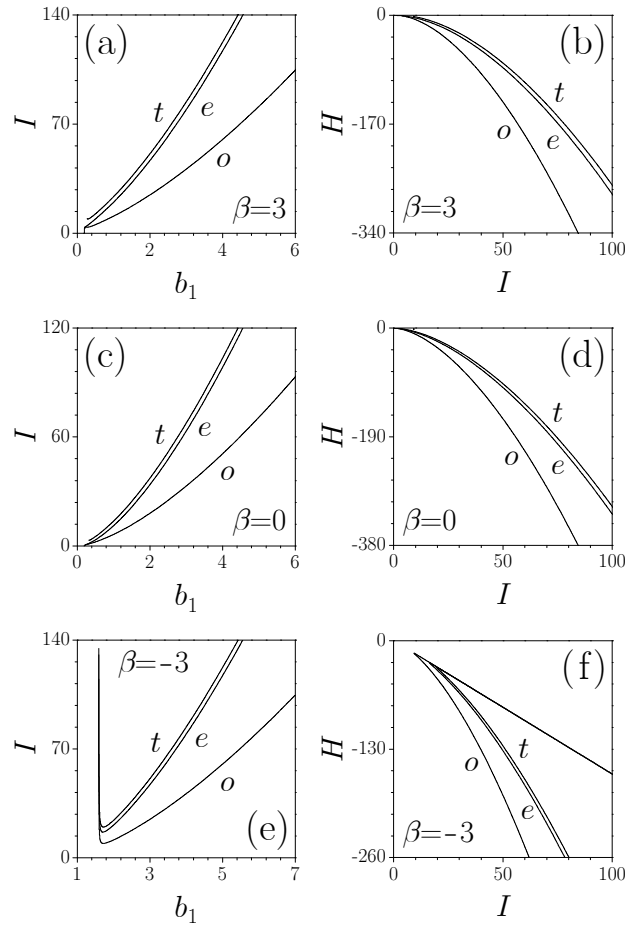 140
70
0
I
(a)
t
e
o
β=3
0
2
4
6
b1
0
-170
-340
H
(b)
t
e
o
β=3
0
50
100
I
120
60
0
I
(c)
t
e
o
β=0
0
2
4
6
b1
0
-190
-380
H
(d)
t
e
o
β=0
0
50
100
I
140
70
0
I
β=-3
t
e
o
(e)
1
3
5
7
b1
0
-130
-260
H
(f)
t
e
o
β=-3
0
50
100
I